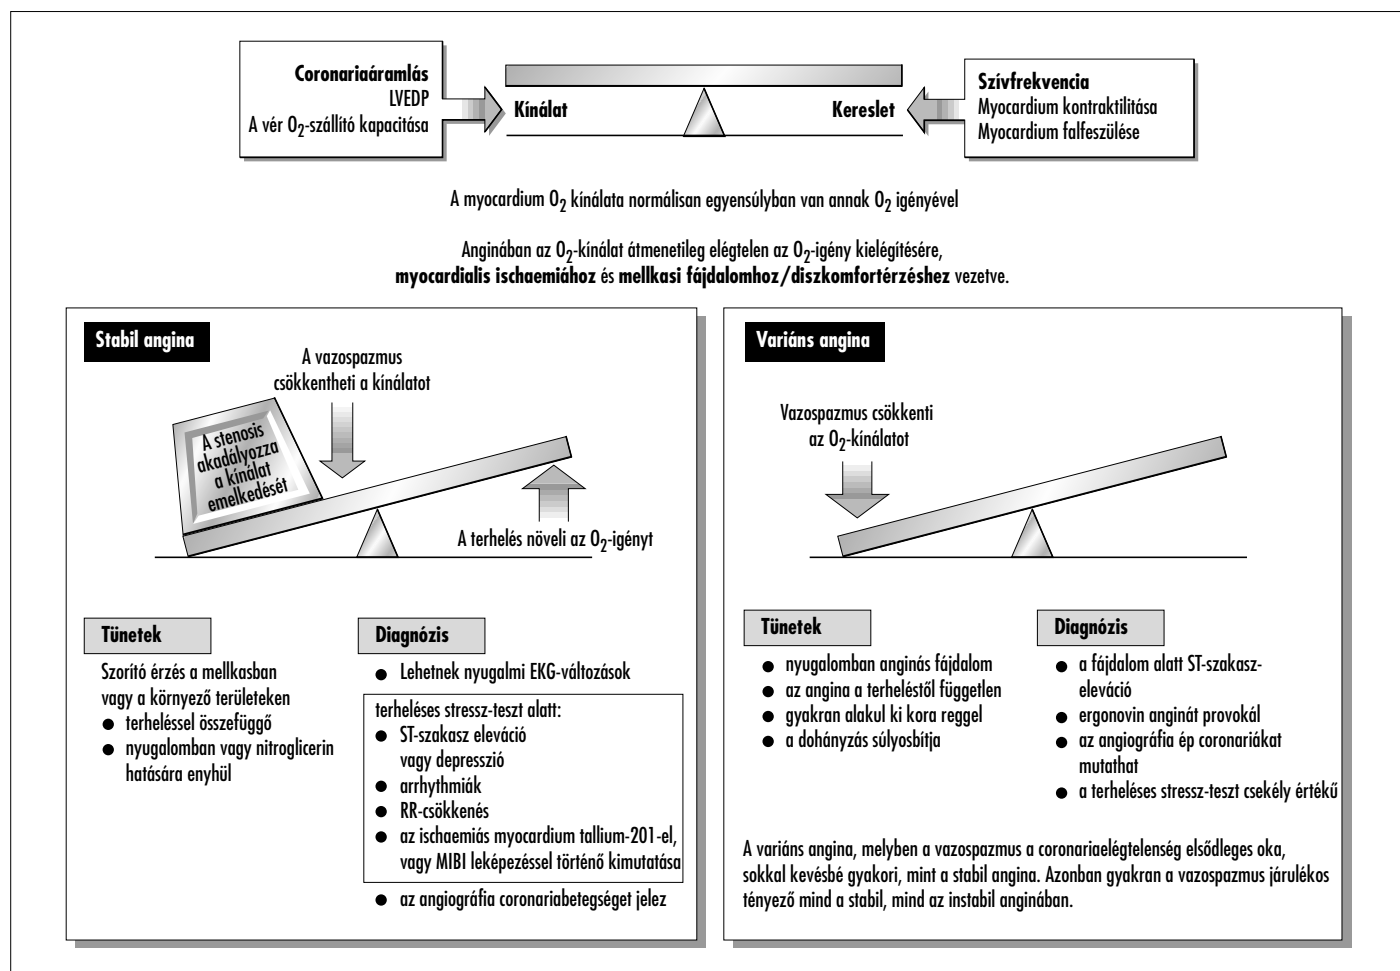 Coronariaáramlás
LVEDP
A vér O₂-szállító kapacitása
Kínálat
Kereslet
Szívfrekvencia
Myocardium kontraktilitása
Myocardium falfeszülése
A myocardium O₂ kínálata normálisan egyensúlyban van annak O₂ igényével
Anginában az O₂-kínálat átmenetileg elégtelen az O₂-igény kielégítésére,
myocardialis ischaemiához és mellkasi fájdalomhoz/diszkomfortérzéshez vezetve.
Stabil angina
A vazospazmus
csökkentheti a kínálatot
A stenosis
akadályozza
a kínálat
emelkedését
A terhelés növeli az O₂-igényt
Tünetek
Szorító érzés a mellkasban
vagy a környező területeken
● terheléssel összefüggő
● nyugalomban vagy nitroglicerin
hatására enyhül
Diagnózis
● Lehetnek nyugalmi EKG-változások
terheléses stressz-teszt alatt:
● ST-szakasz eleváció
vagy depresszió
● arrhythmiák
● RR-csökkenés
● az ischaemiás myocardium tallium-201-el,
vagy MIBI leképezéssel történő kimutatása
● az angiográfia coronariabetegséget jelez
Variáns angina
Vazospazmus csökkenti
az O₂-kínálatot
Tünetek
● nyugalomban anginás fájdalom
● az angina a terheléstől független
● gyakran alakul ki kora reggel
● a dohányzás súlyosbítja
Diagnózis
● a fájdalom alatt ST-szakasz-
eleváció
● ergonovin anginát provokál
● az angiográfia ép coronariákat
mutathat
● a terheléses stressz-teszt csekély értékű
A variáns angina, melyben a vazospazmus a coronariaelégtelenség elsődleges oka,
sokkal kevésbé gyakori, mint a stabil angina. Azonban gyakran a vazospazmus járulékos
tényező mind a stabil, mind az instabil anginában.